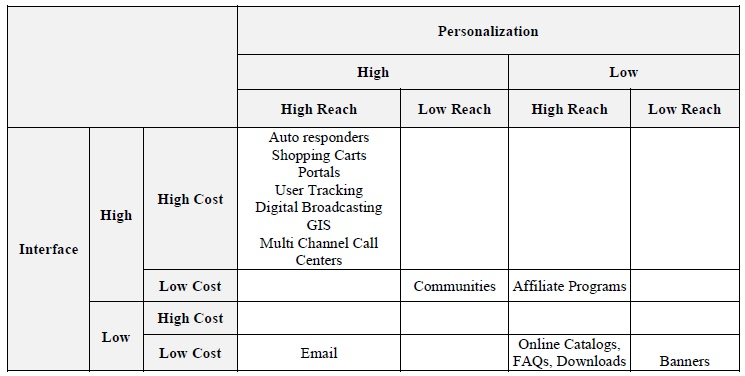 Personalization
High
Low
High Reach
Low Reach
High Reach
Low Reach
Interface
High
High Cost
Auto responders
Shopping Carts
Portals
User Tracking
Digital Broadcasting
GIS
Multi Channel Call
Centers
Low Cost
Communities
Affiliate Programs
Low
High Cost
Low Cost
Email
Online Catalogs,
FAQs, Downloads
Banners